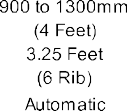 900 to 1300mm
(4 Feet)
3.25 Feet
(6 Rib)
Automatic